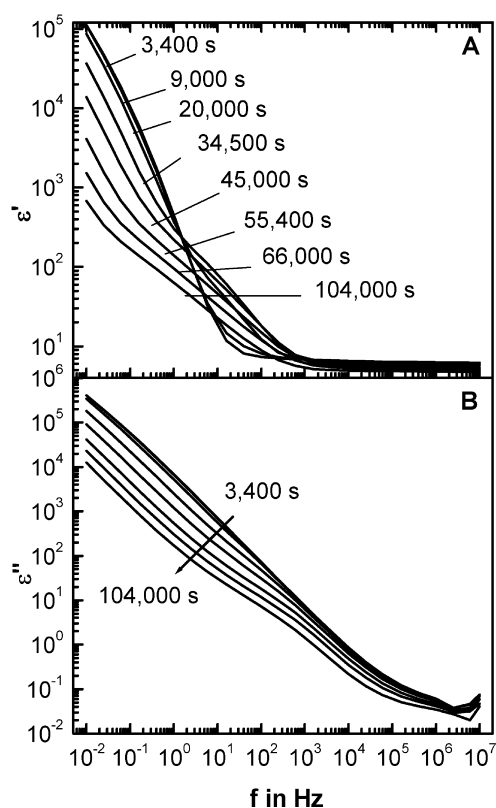 10^5
A
3,400 s
9,000 s
10^4
20,000 s
34,500 s
10^3
45,000 s
ε'
55,400 s
10^2
66,000 s
104,000 s
10^1
10^6
B
10^5
10^4
3,400 s
10^3
10^2
ε''
104,000 s
10^1
10^0
10^-1
10^-2
10^-2 10^-1 10^0 10^1 10^2 10^3 10^4 10^5 10^6 10^7
f in Hz